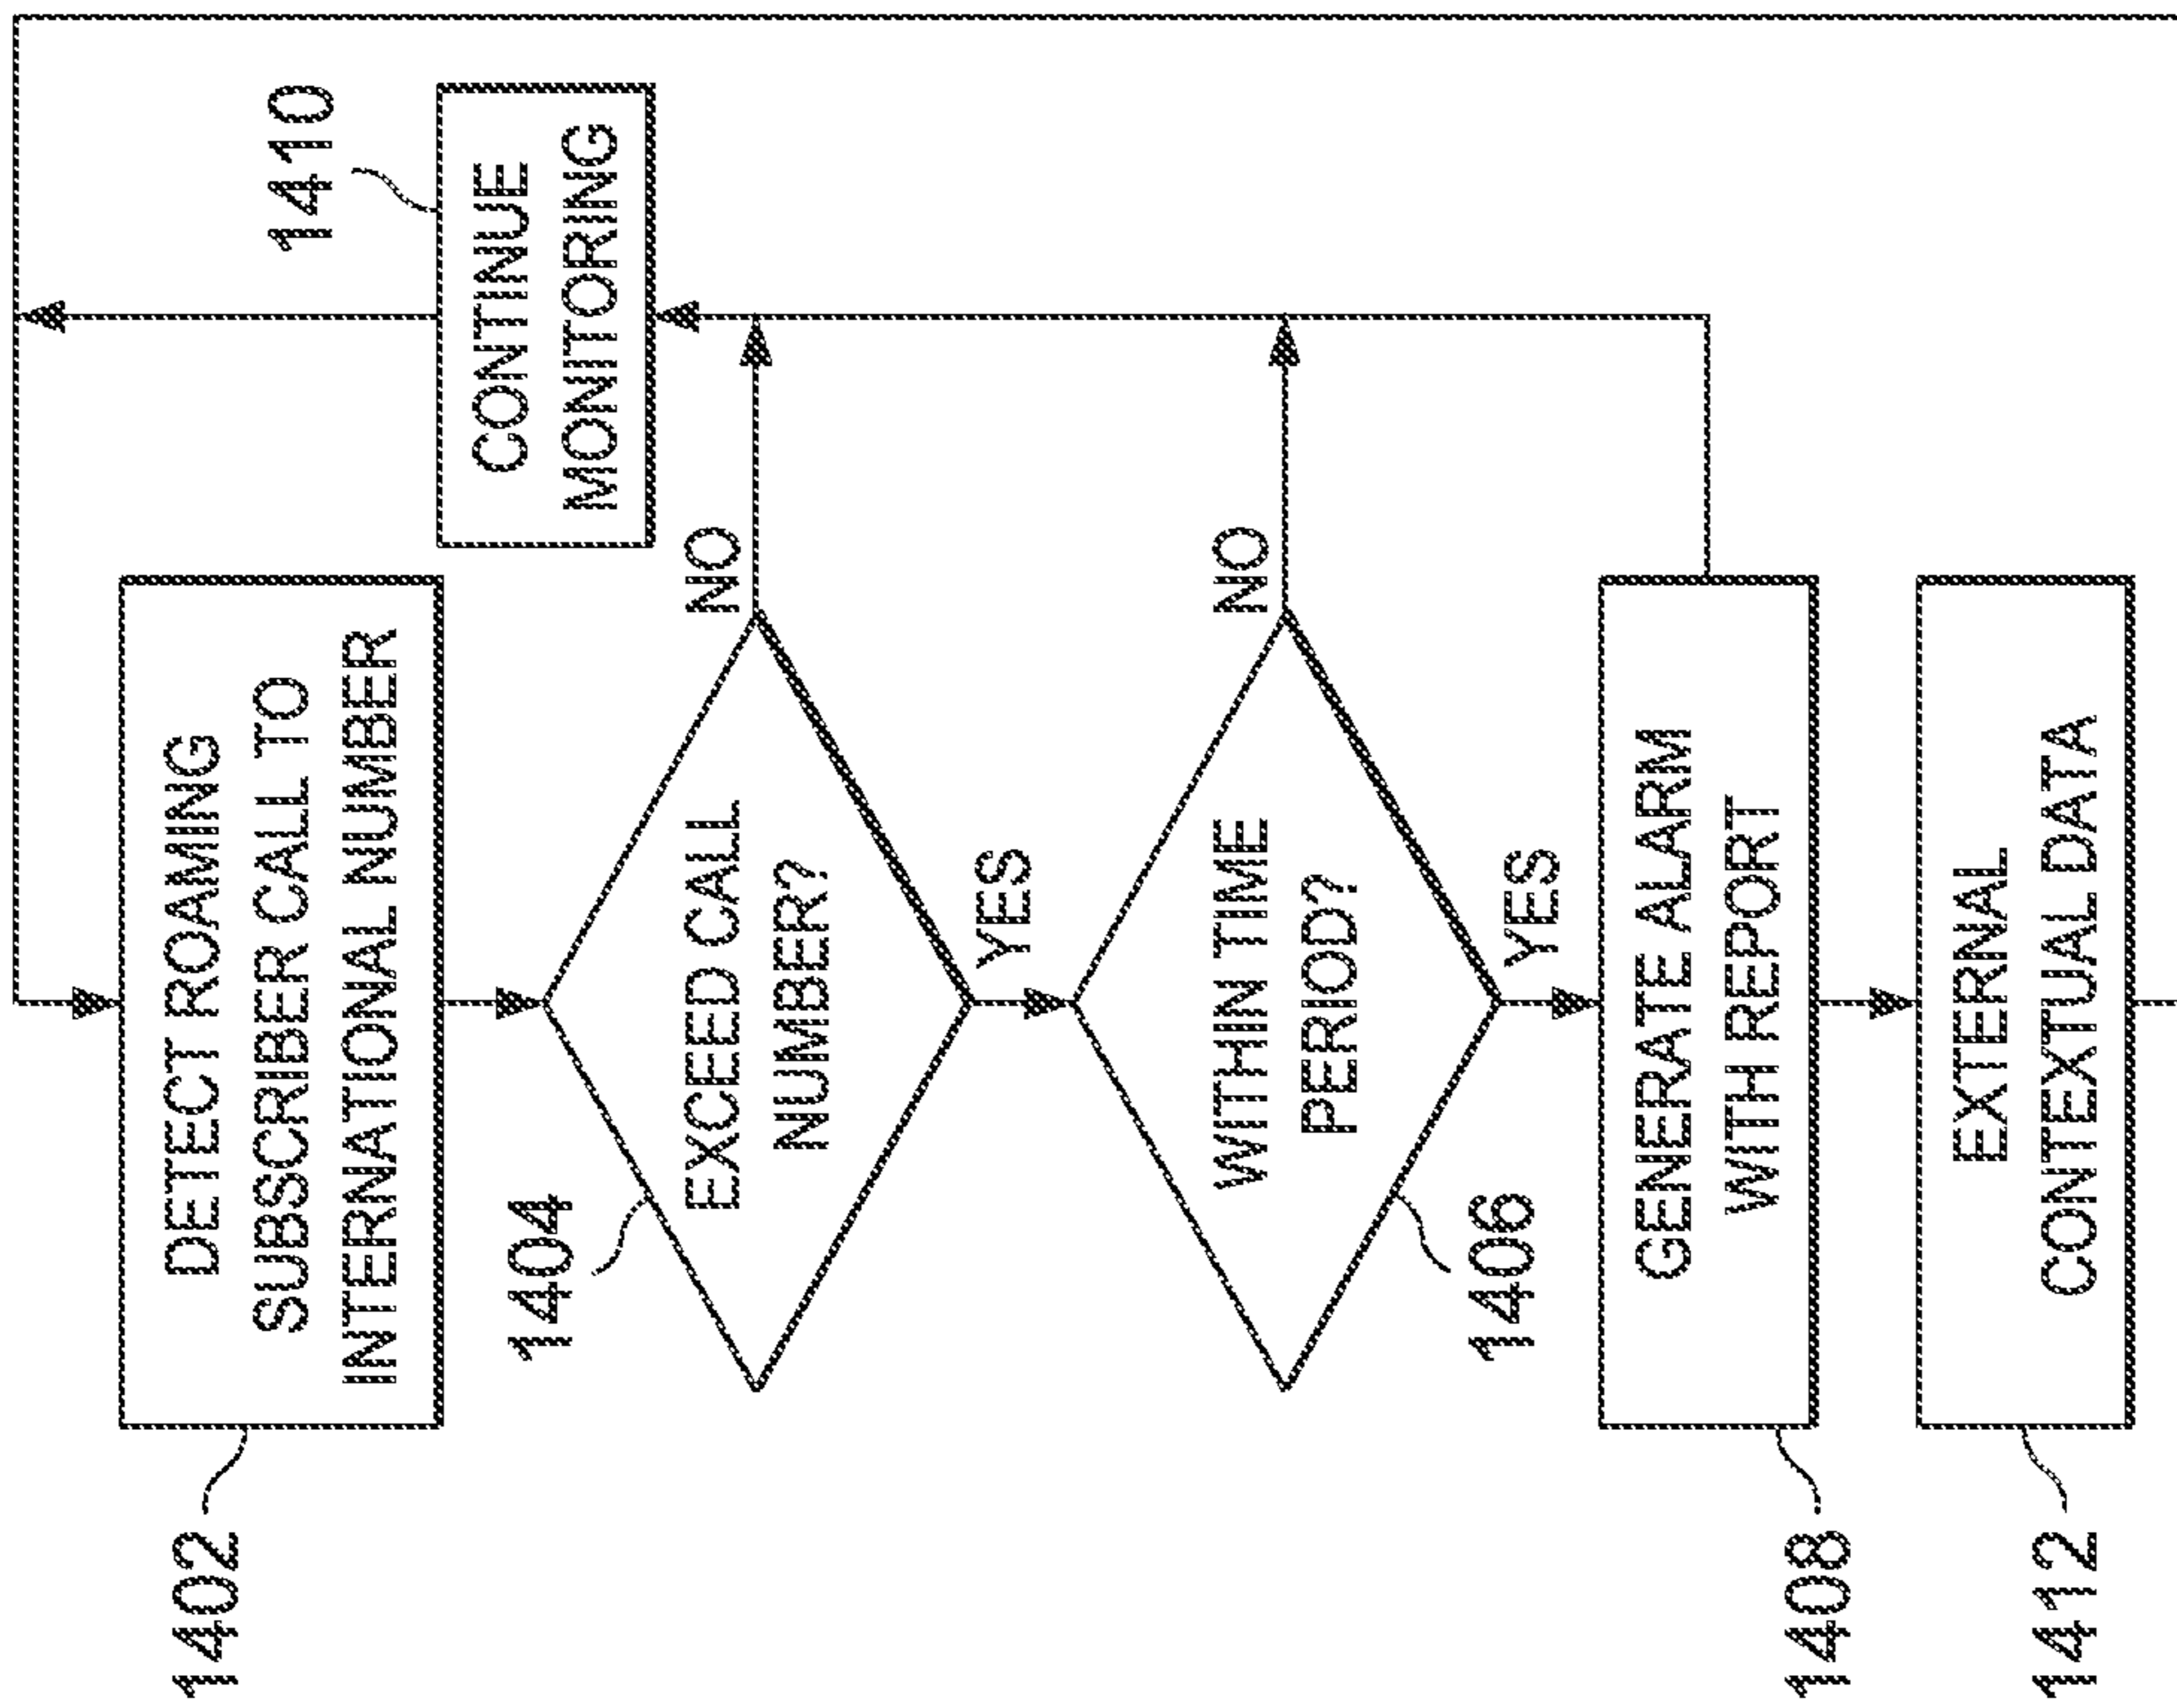 1402
DETECT ROAMING
SUBSCRIBER CALL TO
INTERNATIONAL NUMBER
1404
EXCEED CALL
NUMBER?
NO
YES
1410
CONTINUE
MONITORING
1406
WITHIN TIME
PERIOD?
NO
YES
1408
GENERATE ALARM
WITH REPORT
1412
EXTERNAL
CONTEXTUAL DATA